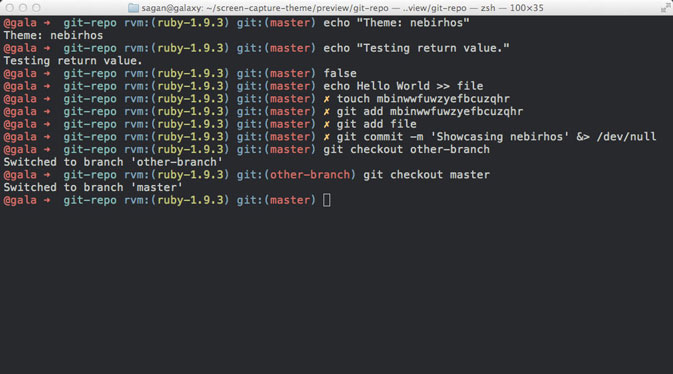 sagan@galaxy: ~/screen-capture-theme/preview/git-repo — ..view/git-repo — zsh — 100×35
@gala ➜  git-repo rvm:(ruby-1.9.3) git:(master) echo "Theme: nebirhos"
Theme: nebirhos
@gala ➜  git-repo rvm:(ruby-1.9.3) git:(master) echo "Testing return value."
Testing return value.
@gala ➜  git-repo rvm:(ruby-1.9.3) git:(master) false
@gala ➜  git-repo rvm:(ruby-1.9.3) git:(master) echo Hello World >> file
@gala ➜  git-repo rvm:(ruby-1.9.3) git:(master) ✗ touch mbinwwfuwzyefbcuzqhr
@gala ➜  git-repo rvm:(ruby-1.9.3) git:(master) ✗ git add mbinwwfuwzyefbcuzqhr
@gala ➜  git-repo rvm:(ruby-1.9.3) git:(master) ✗ git add file
@gala ➜  git-repo rvm:(ruby-1.9.3) git:(master) ✗ git commit -m 'Showcasing nebirhos' &> /dev/null
@gala ➜  git-repo rvm:(ruby-1.9.3) git:(master) git checkout other-branch
Switched to branch 'other-branch'
@gala ➜  git-repo rvm:(ruby-1.9.3) git:(other-branch) git checkout master
Switched to branch 'master'
@gala ➜  git-repo rvm:(ruby-1.9.3) git:(master)